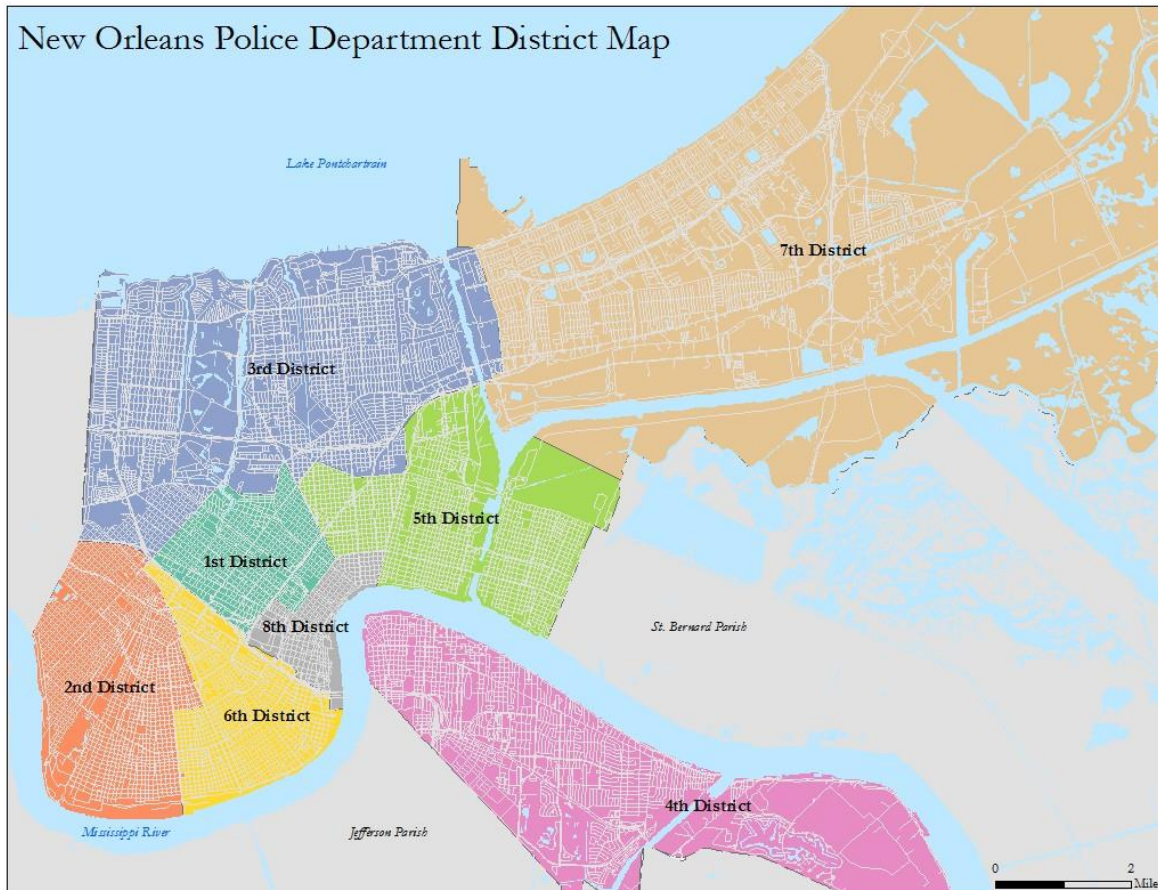 New Orleans Police Department District Map
Lake Pontchartrain
7th District
3rd District
5th District
1st District
8th District
St. Bernard Parish
2nd District
6th District
4th District
Mississippi River
Jefferson Parish
0 2
Miles